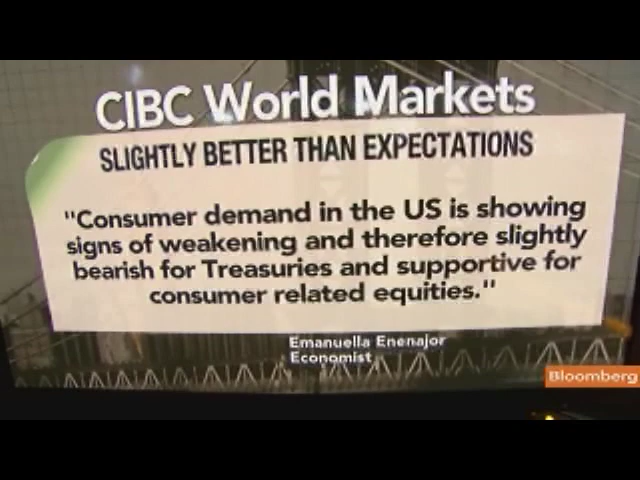 CIBC World Markets
SLIGHTLY BETTER THAN EXPECTATIONS
"Consumer demand in the US is showing
signs of weakening and therefore slightly
bearish for Treasuries and supportive for
consumer related equities."
Emanuella Enenajor
Economist
Bloomberg